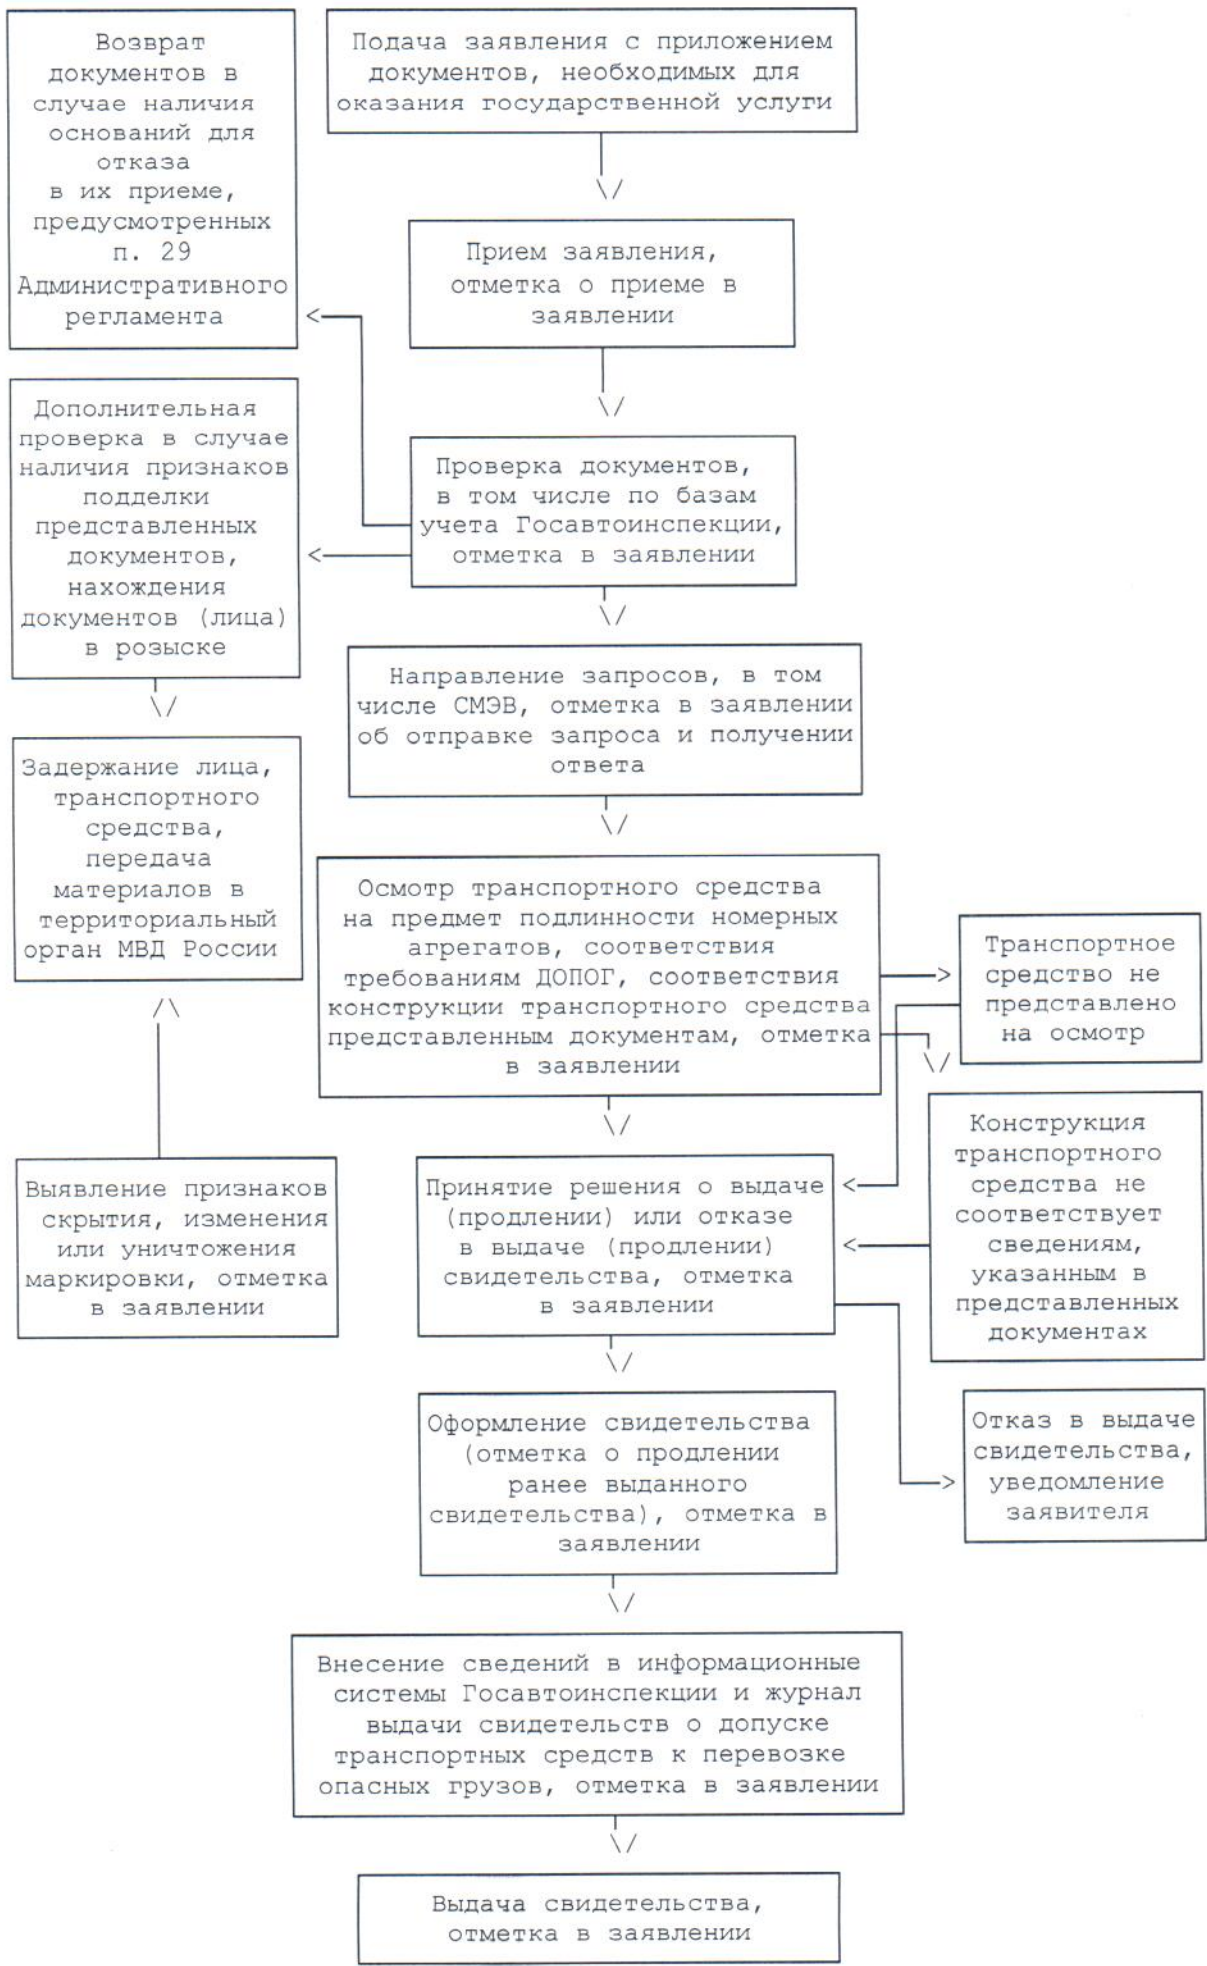 Возврат
документов в
случае наличия
оснований для
отказа
в их приеме,
предусмотренных
п. 29
Административного
регламента
Подача заявления с приложением
документов, необходимых для
оказания государственной услуги
Прием заявления,
отметка о приеме в
заявлении
Дополнительная
проверка в случае
наличия признаков
подделки
представленных
документов,
нахождения
документов (лица)
в розыске
Проверка документов,
в том числе по базам
учета Госавтоинспекции,
отметка в заявлении
Направление запросов, в том
числе СМЭВ, отметка в заявлении
об отправке запроса и получении
ответа
Задержание лица,
транспортного
средства,
передача
материалов в
территориальный
орган МВД России
Осмотр транспортного средства
на предмет подлинности номерных
агрегатов, соответствия
требованиям ДОПОГ, соответствия
конструкции транспортного средства
представленным документам, отметка
в заявлении
Транспортное
средство не
представлено
на осмотр
Конструкция
транспортного
средства не
соответствует
сведениям,
указанным в
представленных
документах
Выявление признаков
скрытия, изменения
или уничтожения
маркировки, отметка
в заявлении
Принятие решения о выдаче
(продлении) или отказе
в выдаче (продлении)
свидетельства, отметка
в заявлении
Оформление свидетельства
(отметка о продлении
ранее выданного
свидетельства), отметка в
заявлении
Отказ в выдаче
свидетельства,
уведомление
заявителя
Внесение сведений в информационные
системы Госавтоинспекции и журнал
выдачи свидетельств о допуске
транспортных средств к перевозке
опасных грузов, отметка в заявлении
Выдача свидетельства,
отметка в заявлении